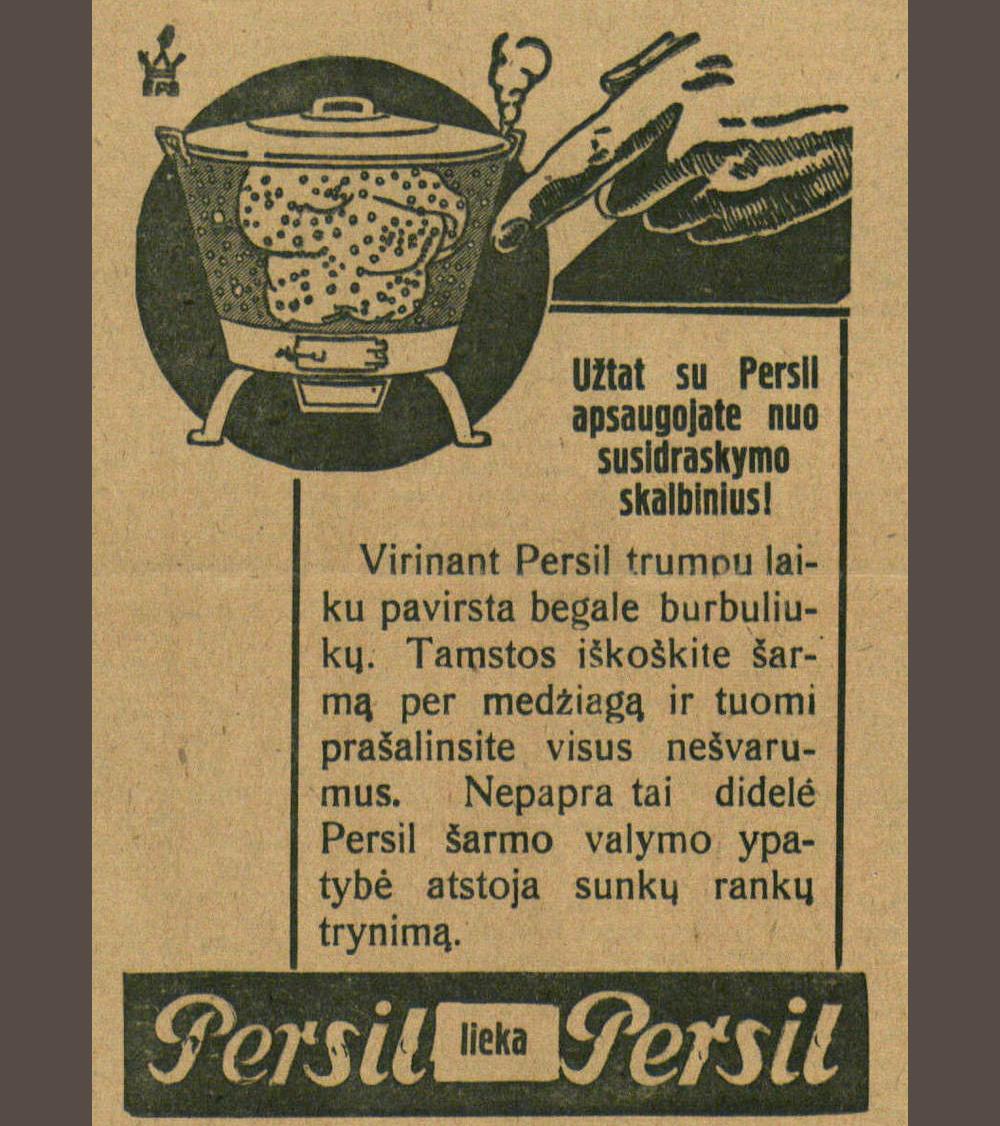 Užtat su Persil
apsaugojate nuo
susidraskymo
skalbinius!
Virinant Persil trumpu lai-
ku pavirsta begale burbuliu-
kų. Tamstos iškoškite šar-
mą per medžiagą ir tuomi
prašalinsite visus nešvaru-
mus. Nepapra tai didelė
Persil šarmo valymo ypa-
tybė atstoja sunkų rankų
trynimą.
Persil lieka Persil